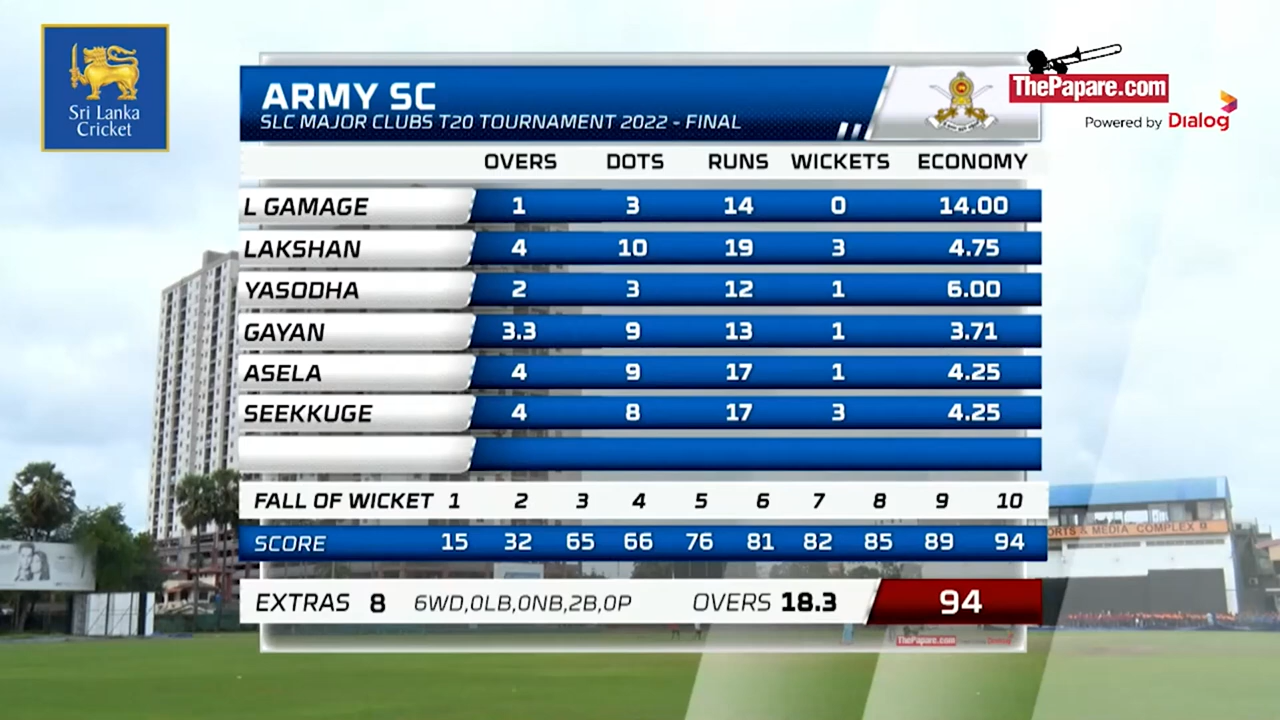 Sri Lanka
Cricket
ARMY SC
SLC MAJOR CLUBS T20 TOURNAMENT 2022 - FINAL
ThePapare.com
Powered by Dialog
OVERS DOTS RUNS WICKETS ECONOMY
L GAMAGE 1 3 14 0 14.00
LAKSHAN 4 10 19 3 4.75
YASODHA 2 3 12 1 6.00
GAYAN 3.3 9 13 1 3.71
ASELA 4 9 17 1 4.25
SEEKKUGE 4 8 17 3 4.25
FALL OF WICKET 1 2 3 4 5 6 7 8 9 10
SCORE 15 32 65 66 76 81 82 85 89 94
EXTRAS 8 6WD,0LB,0NB,2B,0P OVERS 18.3 94
ThePapare.com
ORTS & MEDIA COMPLEX